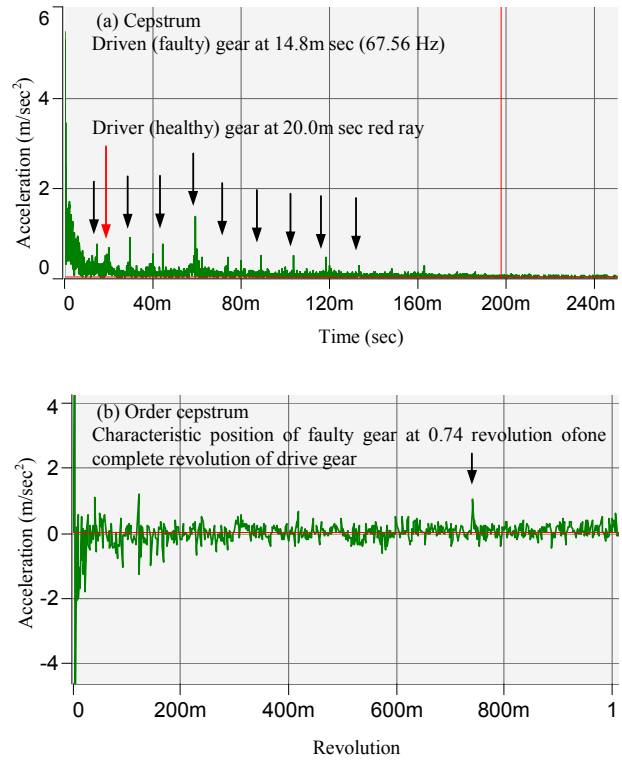 (a) Cepstrum
Driven (faulty) gear at 14.8m sec (67.56 Hz)
Driver (healthy) gear at 20.0m sec red ray
Acceleration (m/sec²)
6
4
2
0
0 40m 80m 120m 160m 200m 240m
Time (sec)
(b) Order cepstrum
Characteristic position of faulty gear at 0.74 revolution ofone
complete revolution of drive gear
Acceleration (m/sec²)
4
2
0
-2
-4
0 200m 400m 600m 800m 1
Revolution